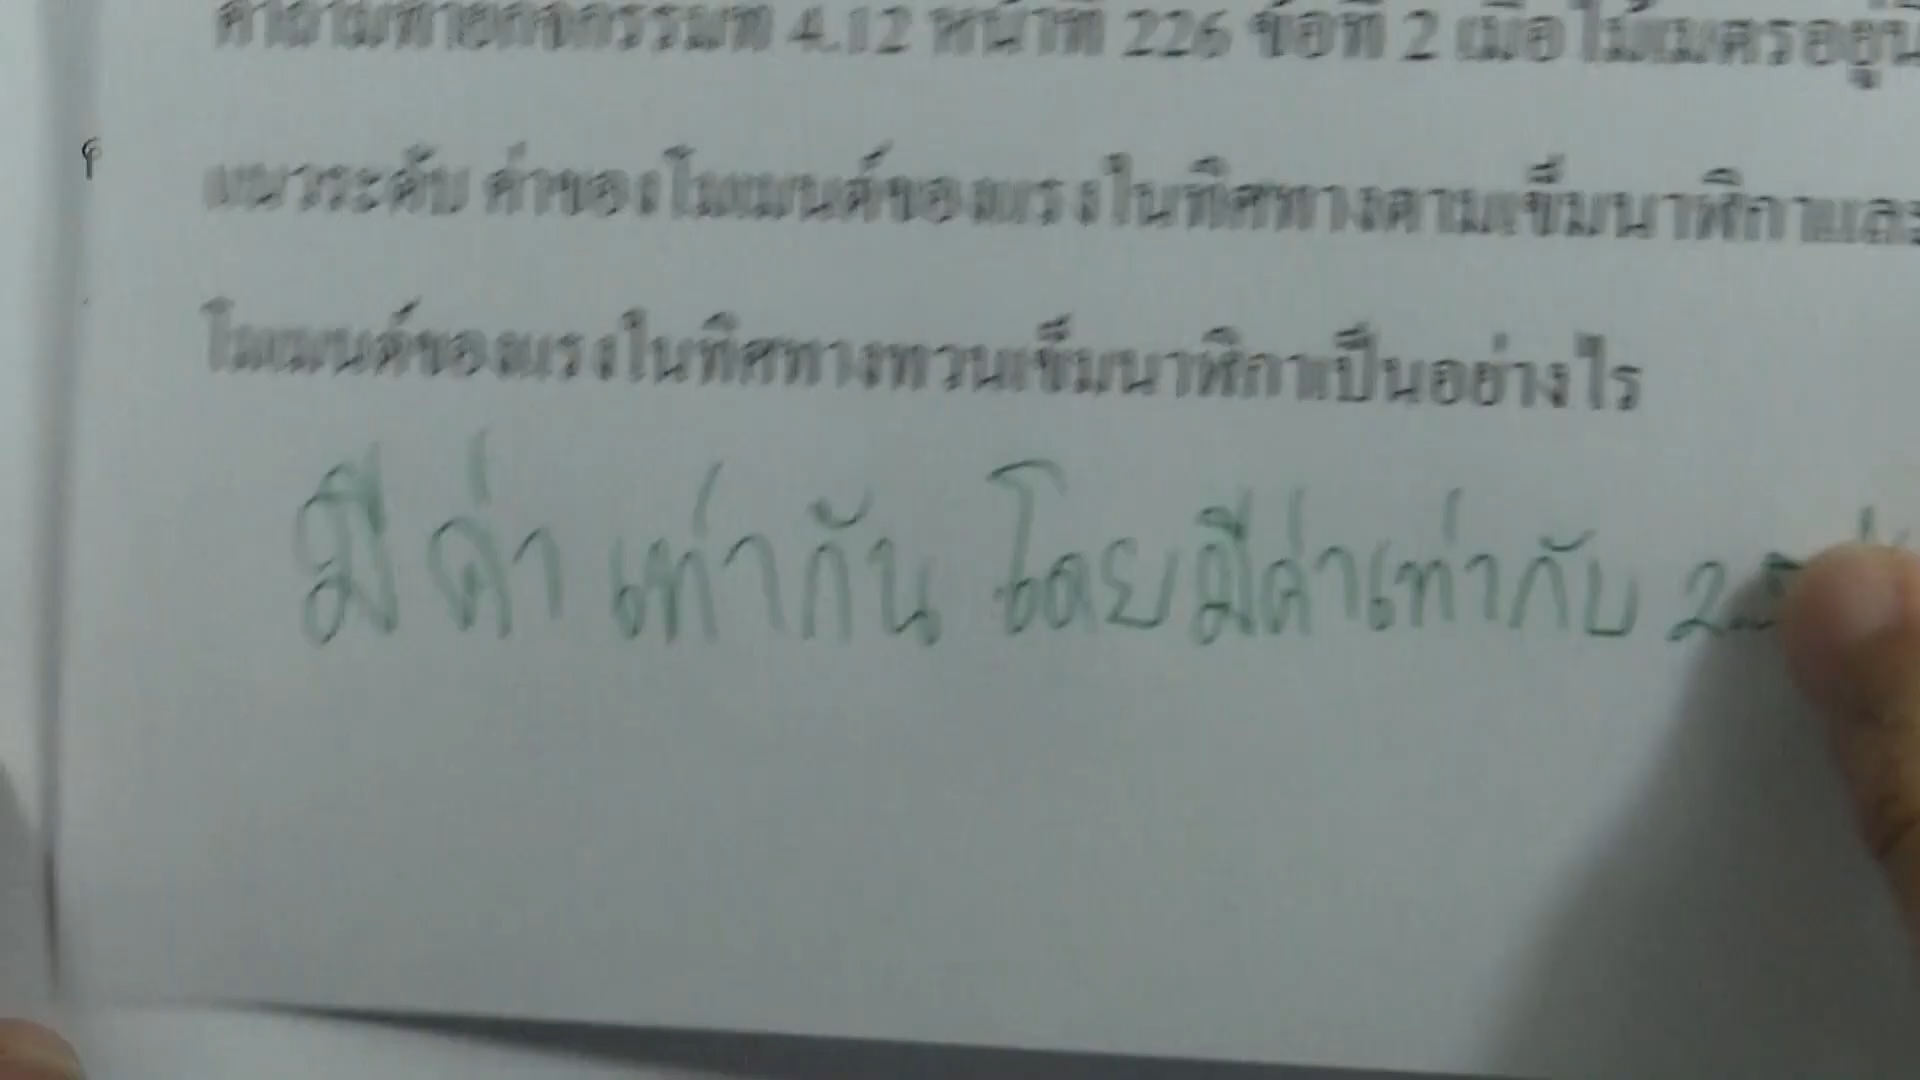 คำถามท้ายกิจกรรมที่ 4.12 หน้าที่ 226 ข้อที่ 2 เมื่อไม้เมตรอยู่ใน
แนวระดับ ค่าของโมเมนต์ของแรงในทิศทางตามเข็มนาฬิกาและ
โมเมนต์ของแรงในทิศทางทวนเข็มนาฬิกาเป็นอย่างไร
มีค่าเท่ากัน โดยมีค่าเท่ากับ